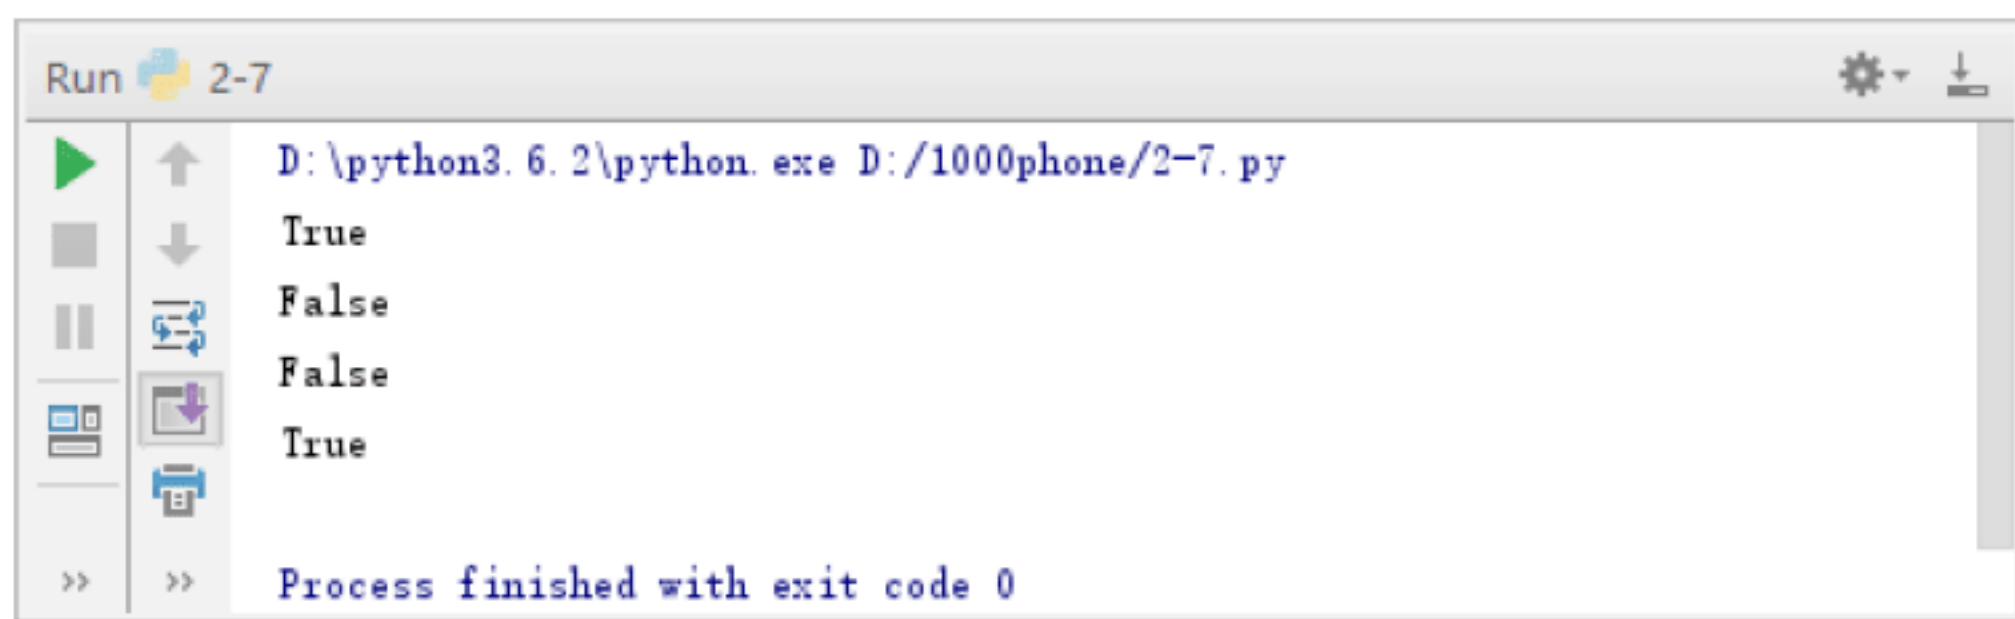 Run 2-7
D:\python3.6.2\python.exe D:/1000phone/2-7.py
True
False
False
True
Process finished with exit code 0